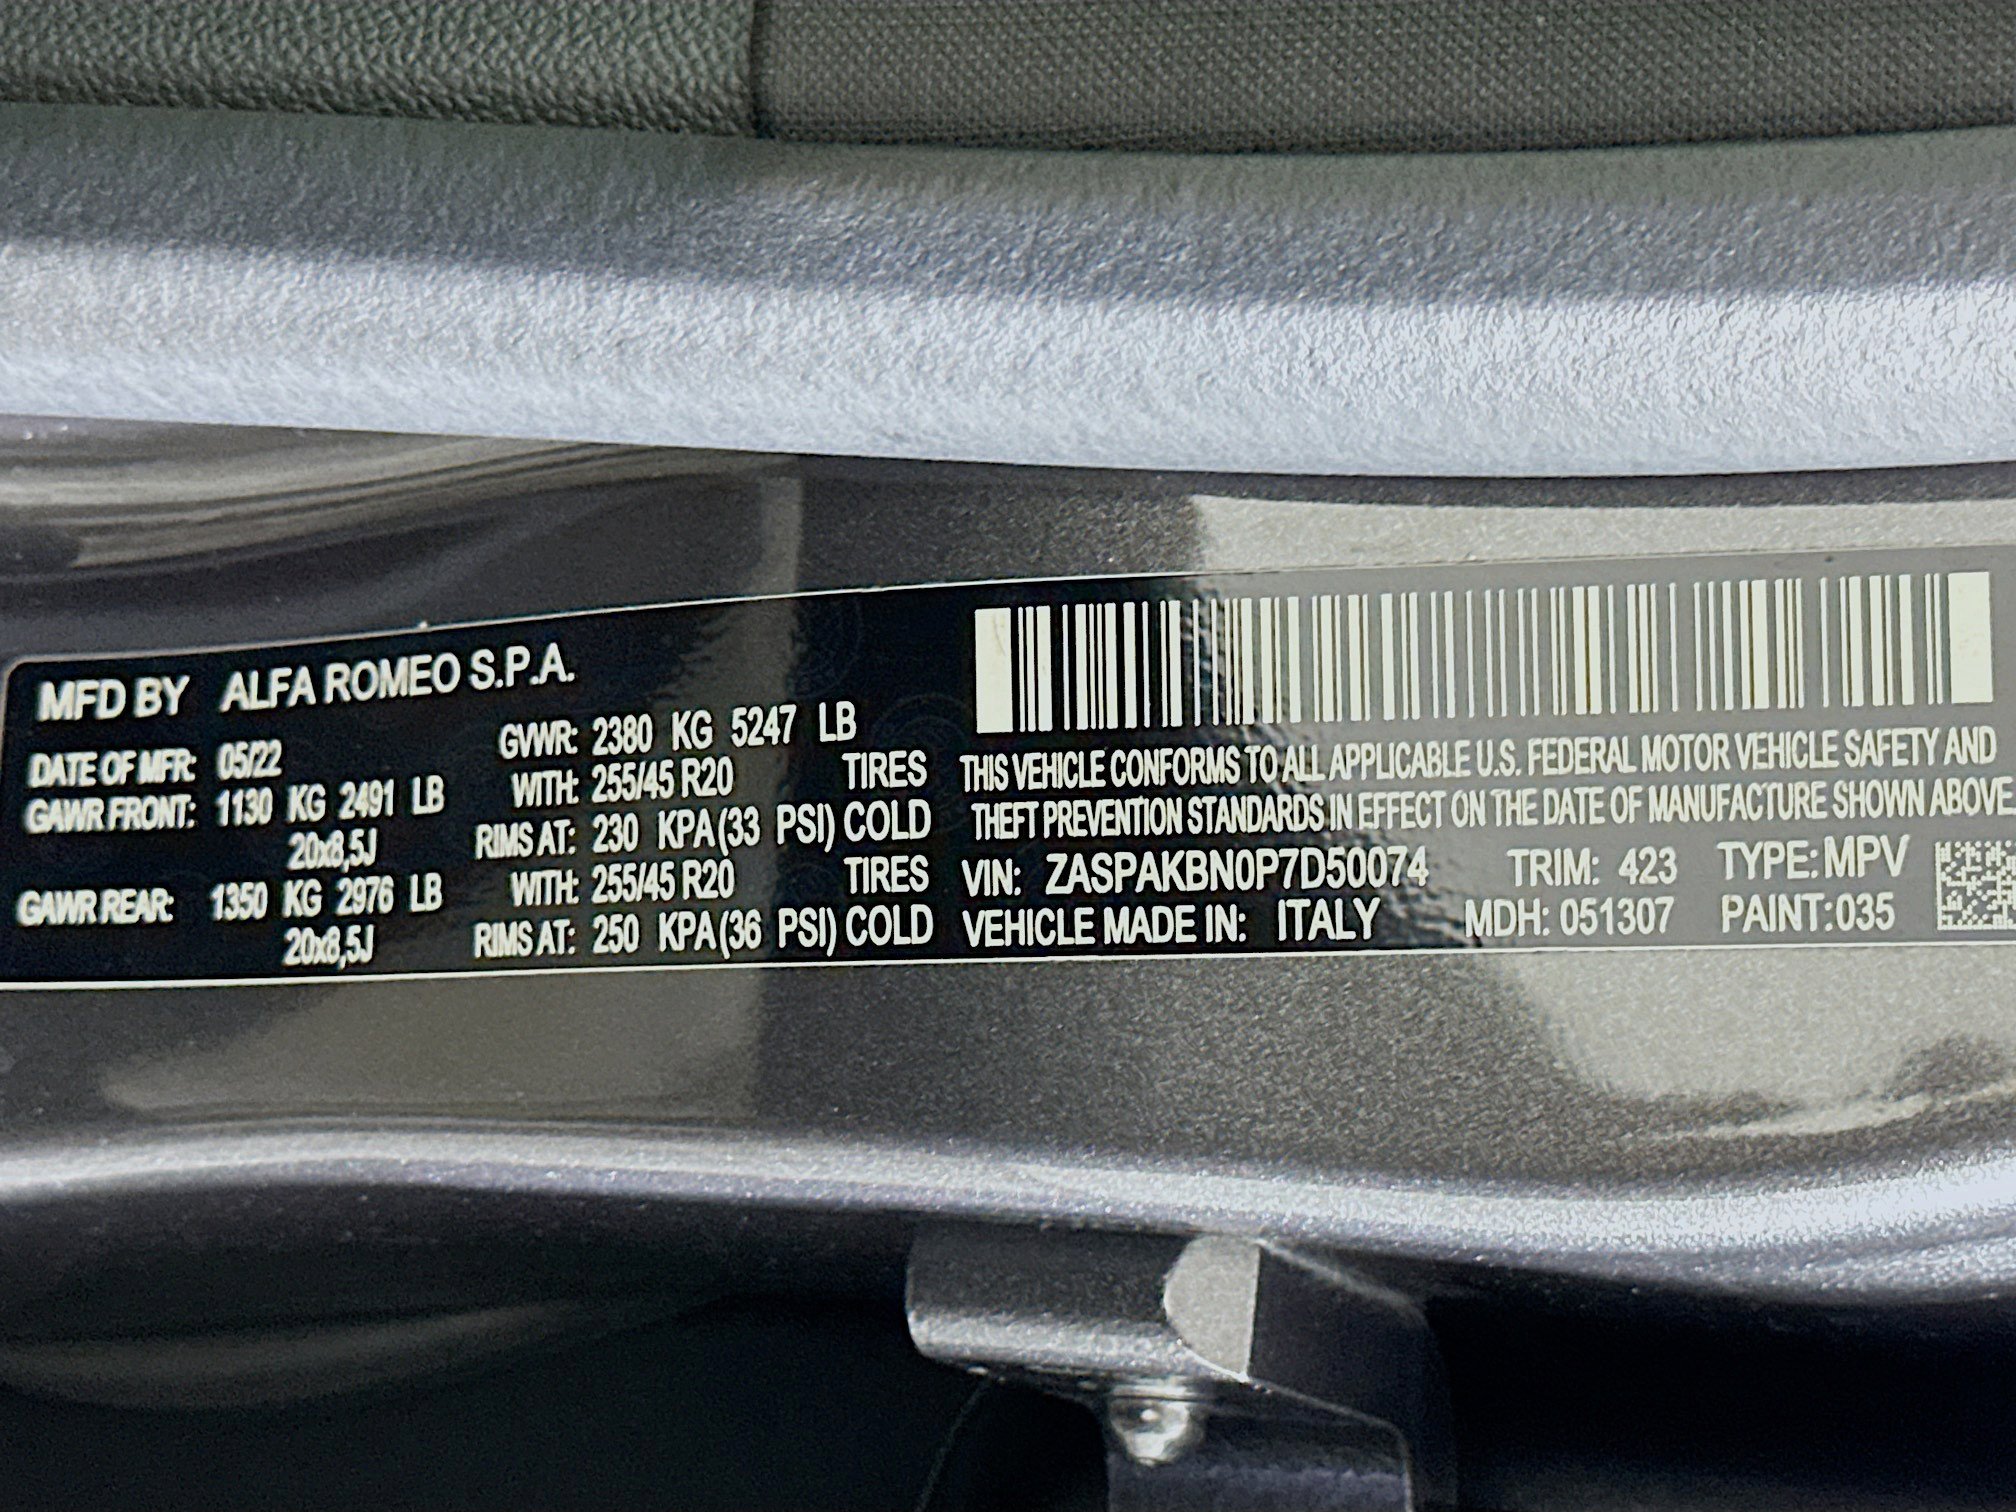 MFD BY ALFA ROMEO S.P.A.
DATE OF MFR: 05/22 GVWR: 2380 KG 5247 LB
GAWR FRONT: 1130 KG 2491 LB WITH: 255/45 R20 TIRES
20x8,5J RIMS AT: 230 KPA (33 PSI) COLD
GAWR REAR: 1350 KG 2976 LB WITH: 255/45 R20 TIRES
20x8,5J RIMS AT: 250 KPA (36 PSI) COLD
THIS VEHICLE CONFORMS TO ALL APPLICABLE U.S. FEDERAL MOTOR VEHICLE SAFETY AND
THEFT PREVENTION STANDARDS IN EFFECT ON THE DATE OF MANUFACTURE SHOWN ABOVE
VIN: ZASPAKBN0P7D50074 TRIM: 423 TYPE: MPV
VEHICLE MADE IN: ITALY MDH: 051307 PAINT: 035